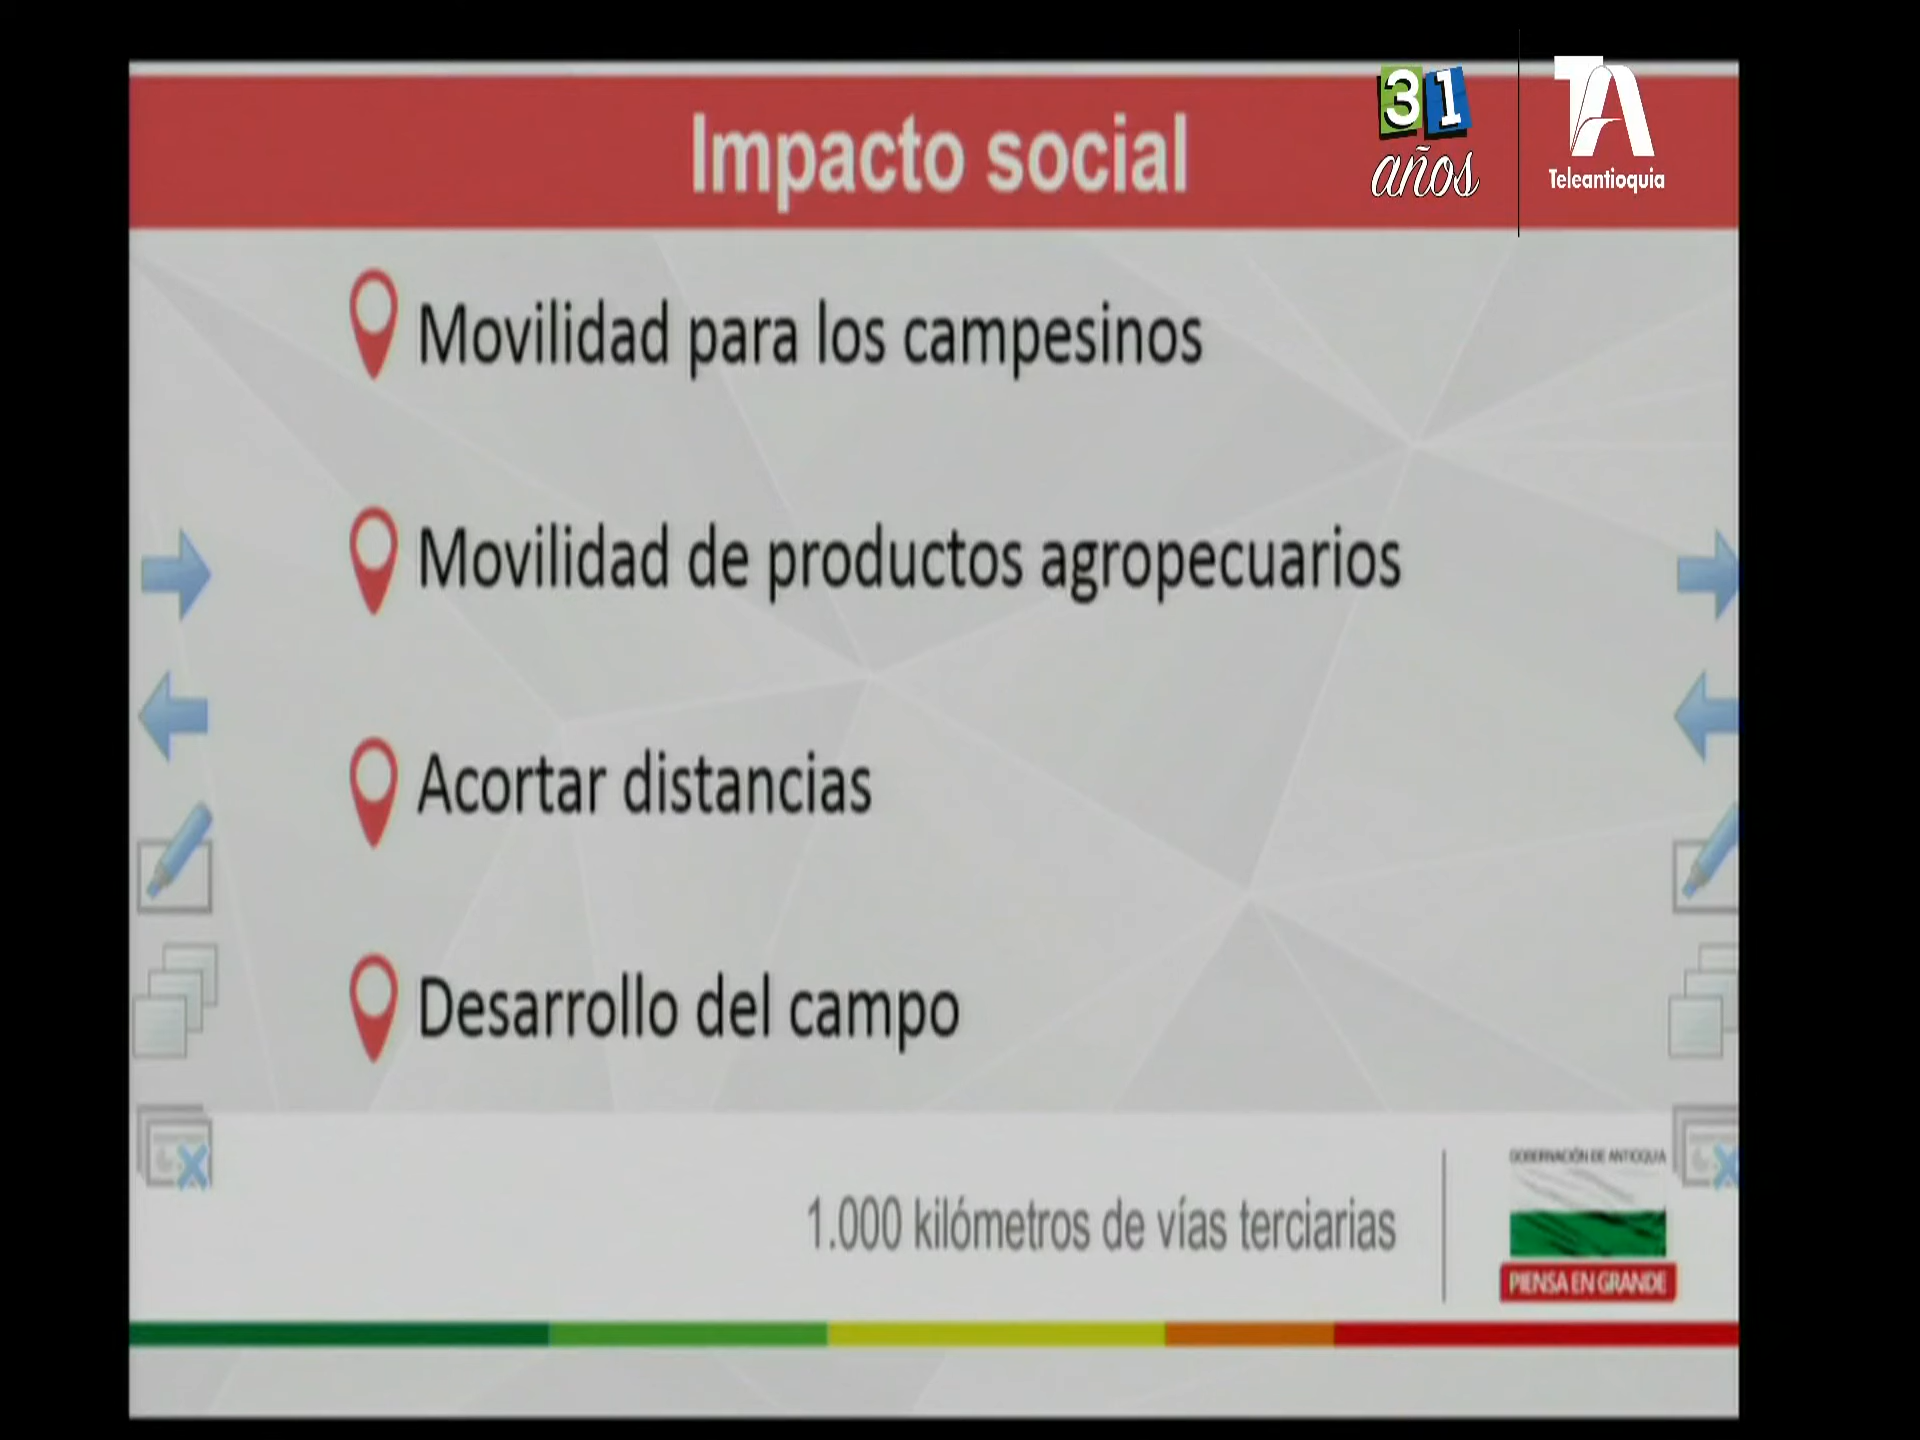 Impacto social
31
años
Teleantioquia
Movilidad para los campesinos
Movilidad de productos agropecuarios
Acortar distancias
Desarrollo del campo
1.000 kilómetros de vías terciarias
GOBERNACIÓN DE ANTIOQUIA
PIENSA EN GRANDE